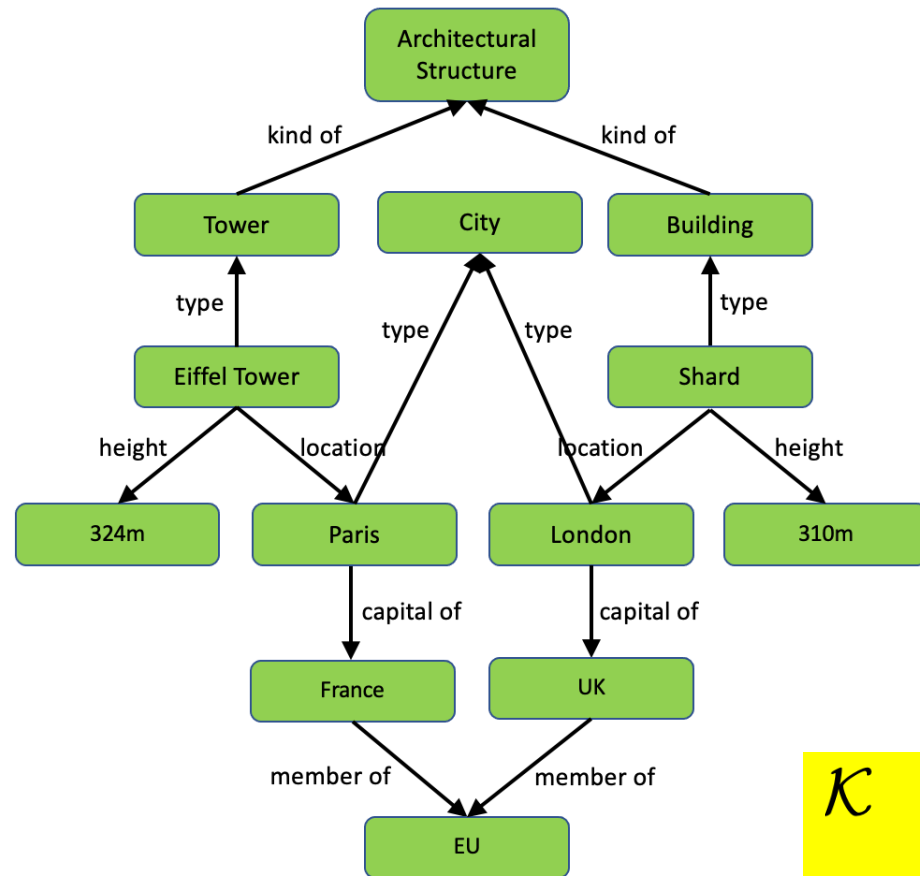 Architectural
Structure
kind of
kind of
Tower
City
Building
type
type
type
type
Eiffel Tower
Shard
height
location
location
height
324m
Paris
London
310m
capital of
capital of
France
UK
member of
member of
EU
𝒦